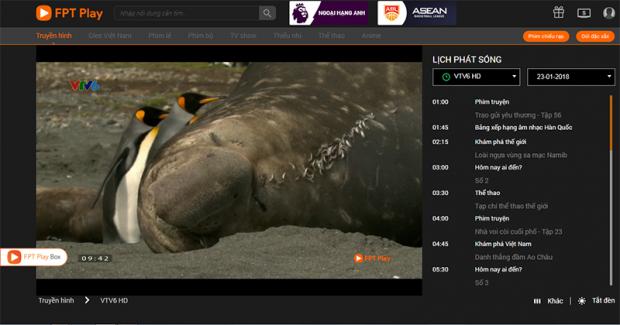 FPT Play
Nhập nội dung cần tìm...
NGOẠI HẠNG ANH
ABL
ASEAN
BASKETBALL LEAGUE
Truyền hình
Glee Việt Nam
Phim lẻ
Phim bộ
TV show
Thiếu nhi
Thể thao
Anime
Phim chiếu rạp
Dôi đặc sắc
VTV6
09:42
FPT Play
FPT Play Box
Truyền hình
VTV6 HD
LỊCH PHÁT SÓNG
VTV6 HD
23-01-2018
01:00 Phim truyện
Trao gửi yêu thương - Tập 56
01:45 Bảng xếp hạng âm nhạc Hàn Quốc
02:15 Khám phá thế giới
Loài ngựa vùng sa mạc Namib
03:00 Hôm nay ai đến?
Số 2
03:30 Thể thao
Tạp chí thể thao thế giới
04:00 Phim truyện
Nhà voi còi cuối phố - Tập 23
04:45 Khám phá Việt Nam
Danh thắng đầm Ao Châu
05:30 Hôm nay ai đến?
Số 3
Khác
Tắt đèn